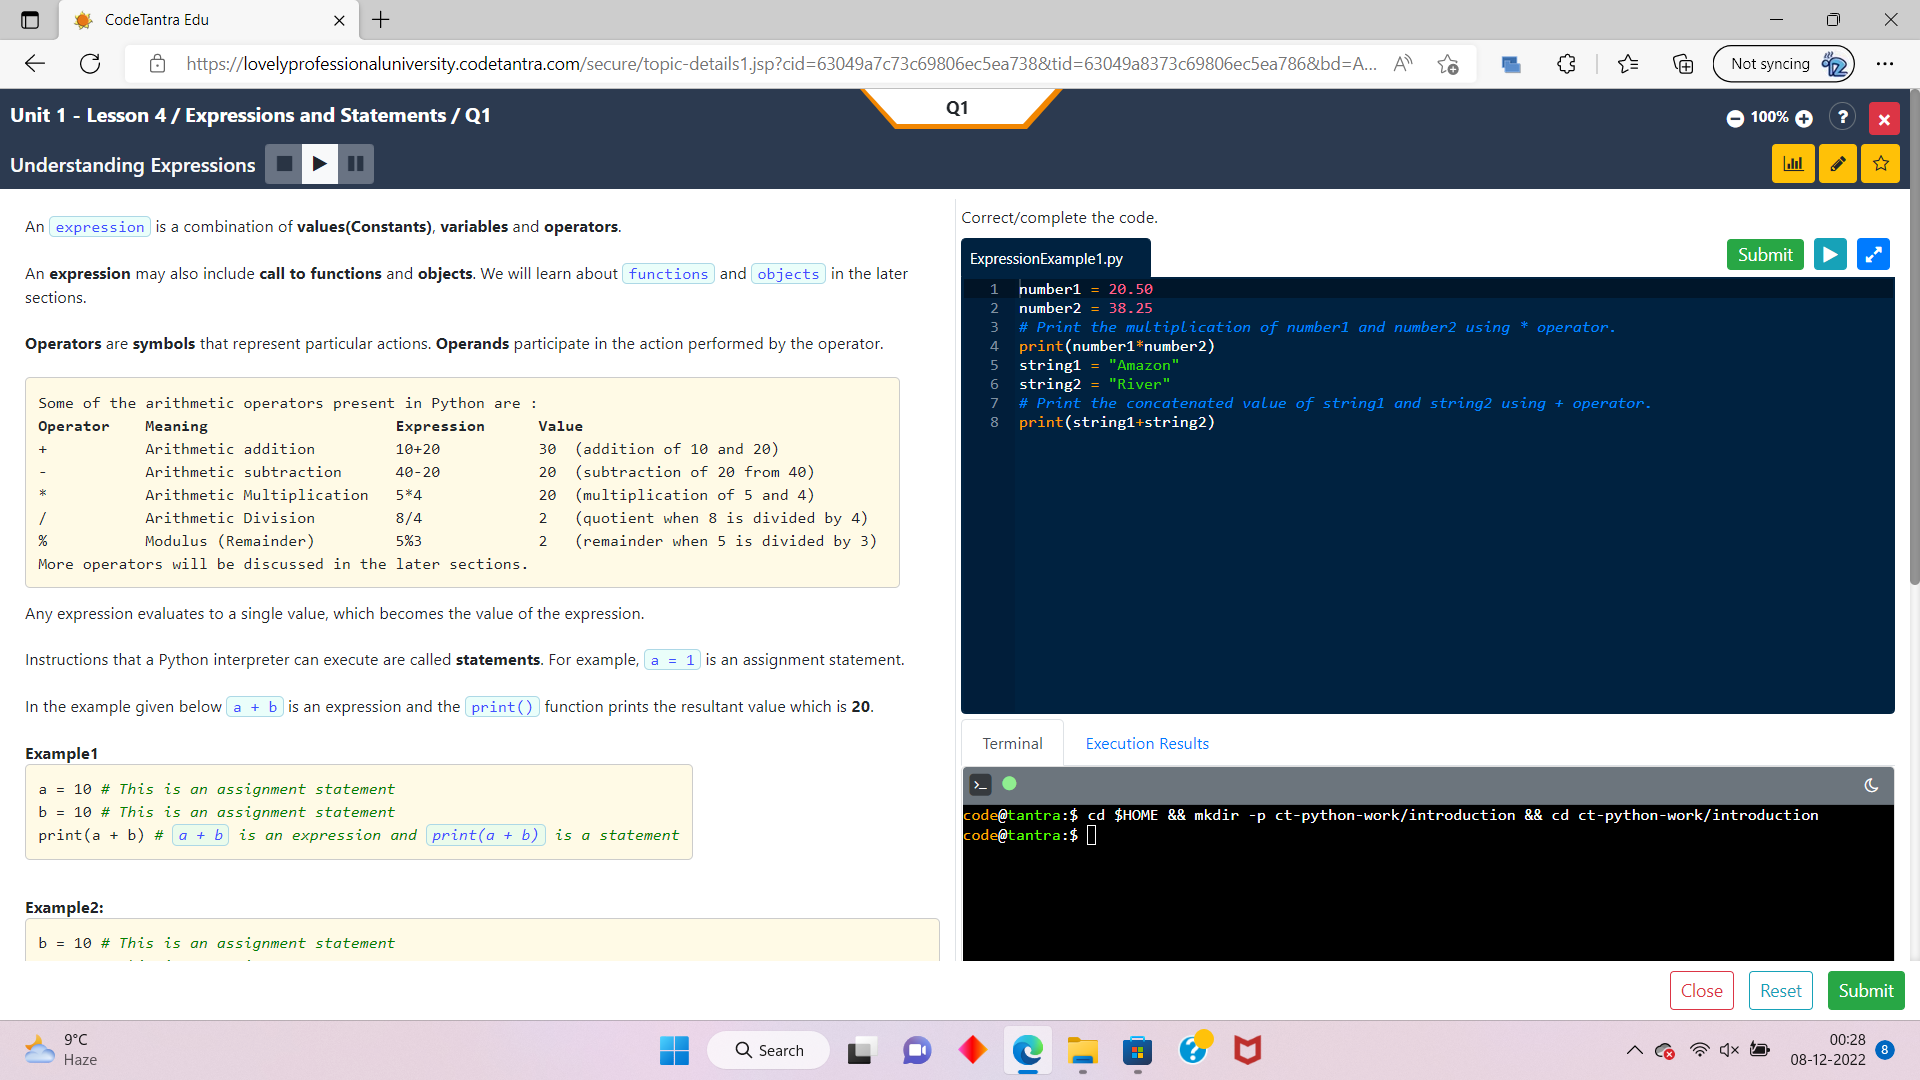 CodeTantra Edu
https://lovelyprofessionaluniversity.codetantra.com/secure/topic-details1.jsp?cid=63049a7c73c69806ec5ea738&tid=63049a8373c69806ec5ea786&bd=A...
Not syncing
Unit 1 - Lesson 4 / Expressions and Statements / Q1
Q1
100%
?
Understanding Expressions
An expression is a combination of values(Constants), variables and operators.
An expression may also include call to functions and objects. We will learn about functions and objects in the later
sections.
Operators are symbols that represent particular actions. Operands participate in the action performed by the operator.
Some of the arithmetic operators present in Python are :
Operator Meaning Expression Value
+ Arithmetic addition 10+20 30 (addition of 10 and 20)
- Arithmetic subtraction 40-20 20 (subtraction of 20 from 40)
* Arithmetic Multiplication 5*4 20 (multiplication of 5 and 4)
/ Arithmetic Division 8/4 2 (quotient when 8 is divided by 4)
% Modulus (Remainder) 5%3 2 (remainder when 5 is divided by 3)
More operators will be discussed in the later sections.
Any expression evaluates to a single value, which becomes the value of the expression.
Instructions that a Python interpreter can execute are called statements. For example, a = 1 is an assignment statement.
In the example given below a + b is an expression and the print() function prints the resultant value which is 20.
Example1
a = 10 # This is an assignment statement
b = 10 # This is an assignment statement
print(a + b) # a + b is an expression and print(a + b) is a statement
Example2:
b = 10 # This is an assignment statement
Correct/complete the code.
ExpressionExample1.py
Submit
1 number1 = 20.50
2 number2 = 38.25
3 # Print the multiplication of number1 and number2 using * operator.
4 print(number1*number2)
5 string1 = "Amazon"
6 string2 = "River"
7 # Print the concatenated value of string1 and string2 using + operator.
8 print(string1+string2)
Terminal Execution Results
code@tantra:$ cd $HOME && mkdir -p ct-python-work/introduction && cd ct-python-work/introduction
code@tantra:$
Close Reset Submit
9°C
Haze
Search
00:28
08-12-2022
8